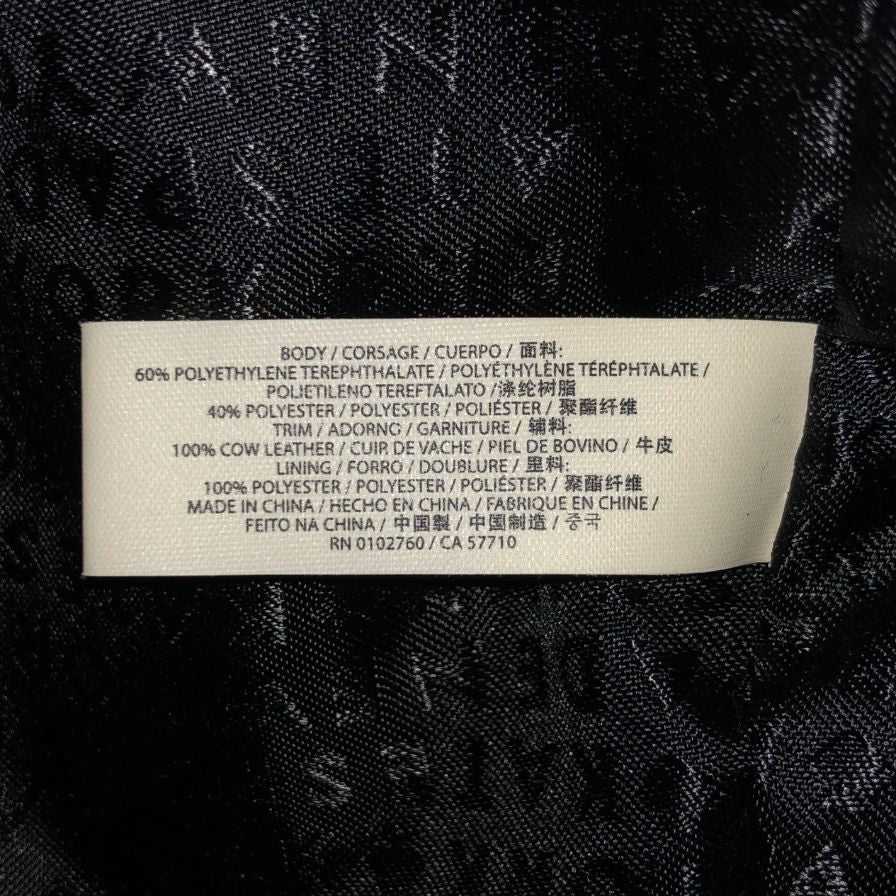 BODY / CORSAGE / CUERPO / 面料:
60% POLYETHYLENE TEREPHTHALATE / POLYÉTHYLÈNE TÉRÉPHTALATE /
POLIETILENO TEREFTALATO /涤纶树脂
40% POLYESTER / POLYESTER / POLIÉSTER / 聚酯纤维
TRIM / ADORNO / GARNITURE / 辅料:
100% COW LEATHER / CUIR DE VACHE / PIEL DE BOVINO / 牛皮
LINING / FORRO / DOUBLURE / 里料:
100% POLYESTER / POLYESTER / POLIÉSTER / 聚酯纤维
MADE IN CHINA / HECHO EN CHINA / FABRIQUE EN CHINE /
FEITO NA CHINA / 中国製 / 中国制造 / 중국
RN 0102760 / CA 57710